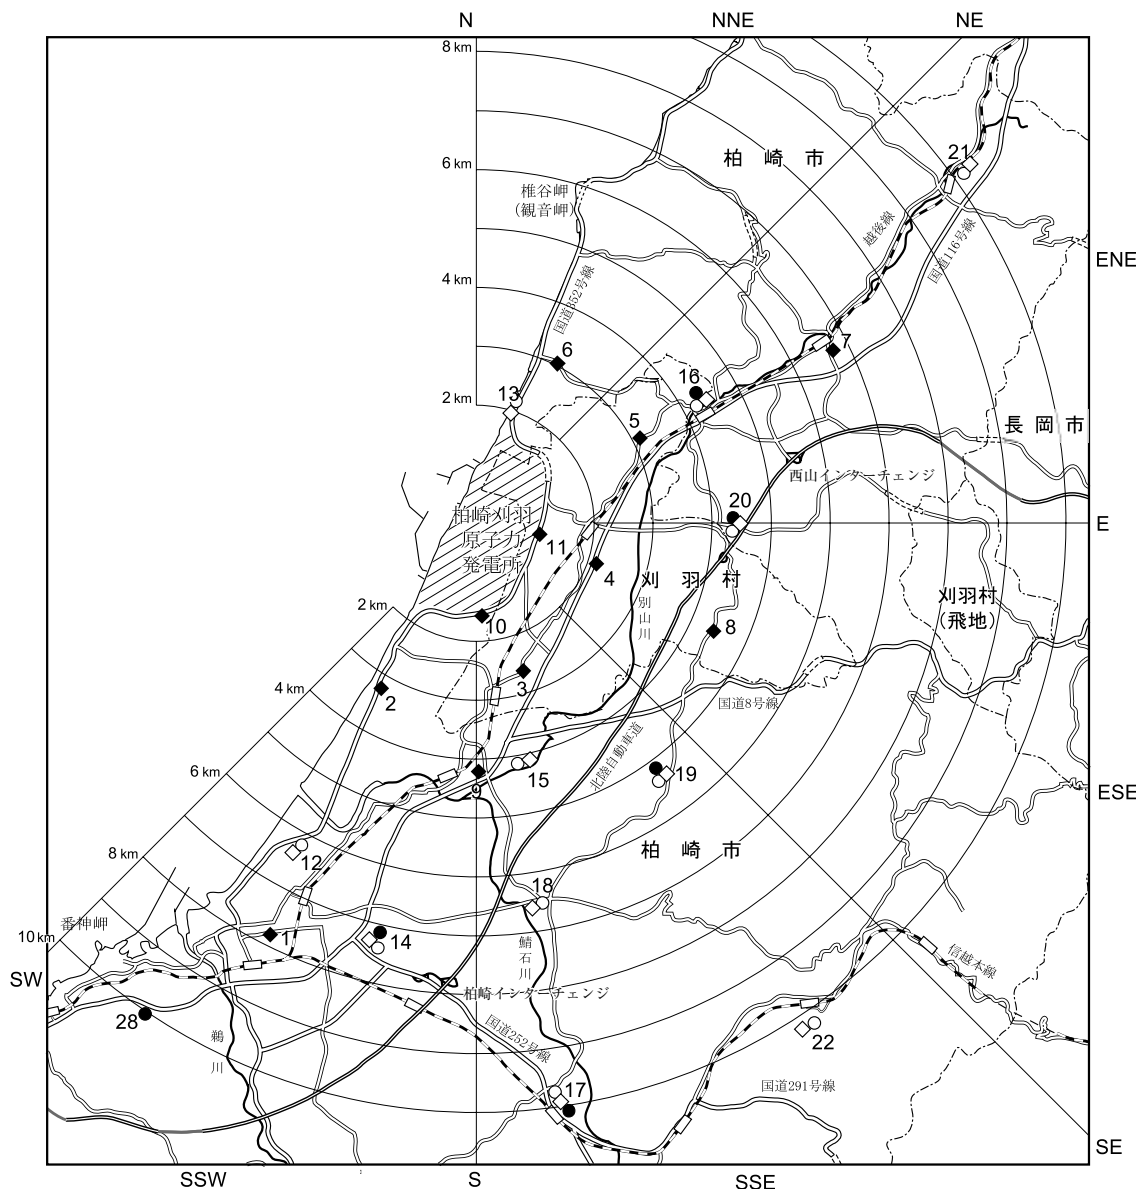 N
NNE
NE
8 km
柏崎市
21
6 km
椎谷岬
(観音岬)
越後線
国道116号線
ENE
4 km
国道352号線
6
7
16
2 km
13
5
長岡市
西山インターチェンジ
20
柏崎刈羽
原子力
発電所
11
E
4
刈羽村
刈羽村
(飛地)
別山川
2 km
10
8
3
4 km
2
国道8号線
北陸自動車道
6 km
15
19
9
ESE
12
柏崎市
8 km
18
番神岬
10 km
1
14
鯖石川
信越本線
SW
柏崎インターチェンジ
28
鵜川
国道252号線
22
17
国道291号線
SE
SSW
S
SSE